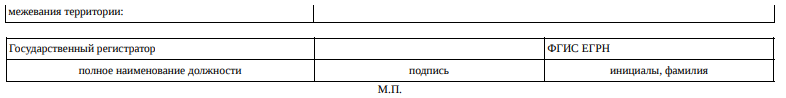 межевания территории:
Государственный регистратор ФГИС ЕГРН
полное наименование должности подпись инициалы, фамилия
М.П.